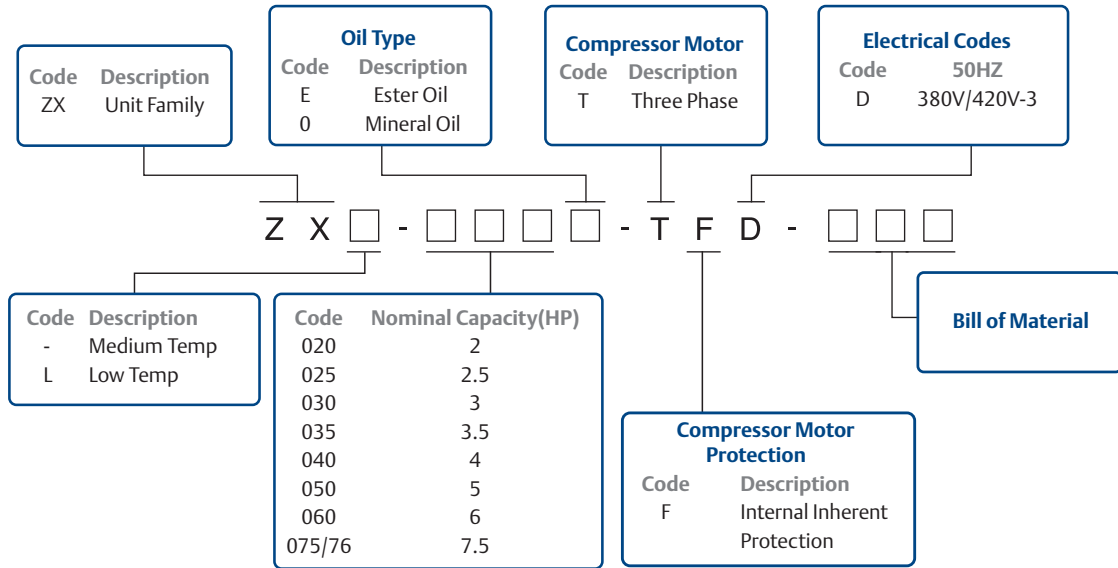 Code Description
ZX Unit Family
Oil Type
Code Description
E Ester Oil
0 Mineral Oil
Compressor Motor
Code Description
T Three Phase
Electrical Codes
Code 50HZ
D 380V/420V-3
Z X □ - □ □ □ □ - T F D - □ □ □
Code Description
- Medium Temp
L Low Temp
Code Nominal Capacity(HP)
020 2
025 2.5
030 3
035 3.5
040 4
050 5
060 6
075/76 7.5
Compressor Motor
Protection
Code Description
F Internal Inherent
Protection
Bill of Material